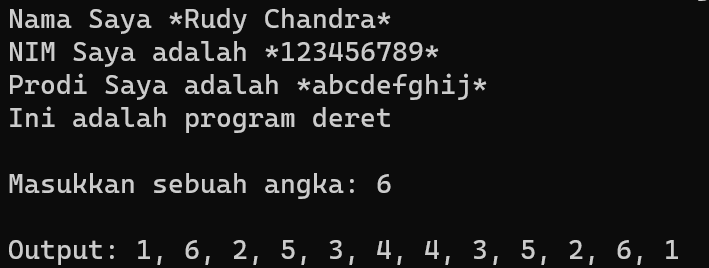 Nama Saya *Rudy Chandra*
NIM Saya adalah *123456789*
Prodi Saya adalah *abcdefghij*
Ini adalah program deret
Masukkan sebuah angka: 6
Output: 1, 6, 2, 5, 3, 4, 4, 3, 5, 2, 6, 1